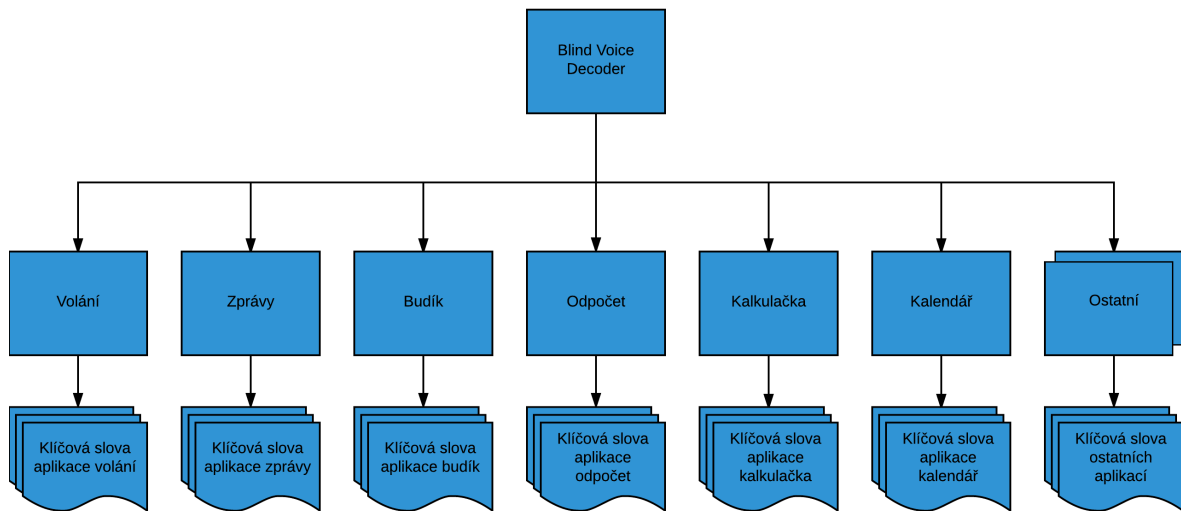 Blind Voice
Decoder
Volání
Zprávy
Budík
Odpočet
Kalkulačka
Kalendář
Ostatní
Klíčová slova
aplikace volání
Klíčová slova
aplikace zprávy
Klíčová slova
aplikace budík
Klíčová slova
aplikace
odpočet
Klíčová slova
aplikace
kalkulačka
Klíčová slova
aplikace
kalendář
Klíčová slova
ostatních
aplikací